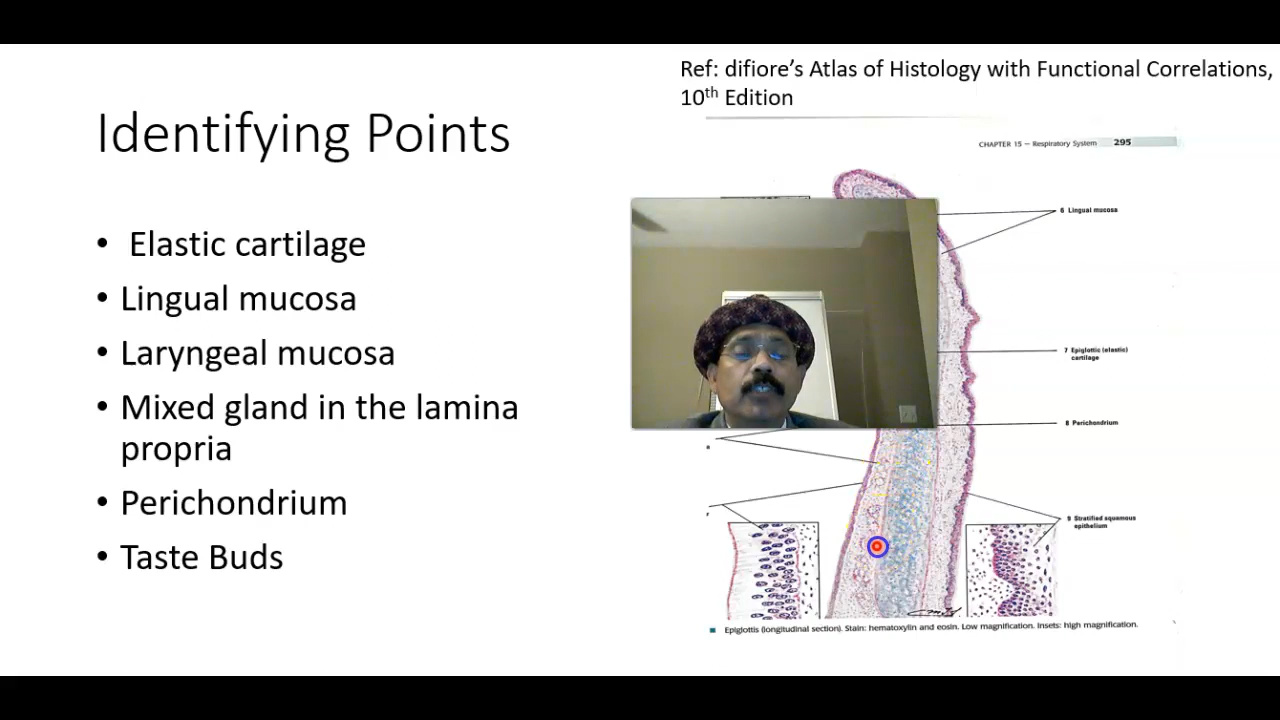 Ref: difiore's Atlas of Histology with Functional Correlations,
10th Edition
Identifying Points
CHAPTER 15 — Respiratory System 295
6 Lingual mucosa
• Elastic cartilage
• Lingual mucosa
• Laryngeal mucosa
7 Epiglottic (elastic)
cartilage
• Mixed gland in the lamina
propria
8 Perichondrium
• Perichondrium
9 Stratified squamous
epithelium
• Taste Buds
Epiglottis (longitudinal section). Stain: hematoxylin and eosin. Low magnification. Insets: high magnification.